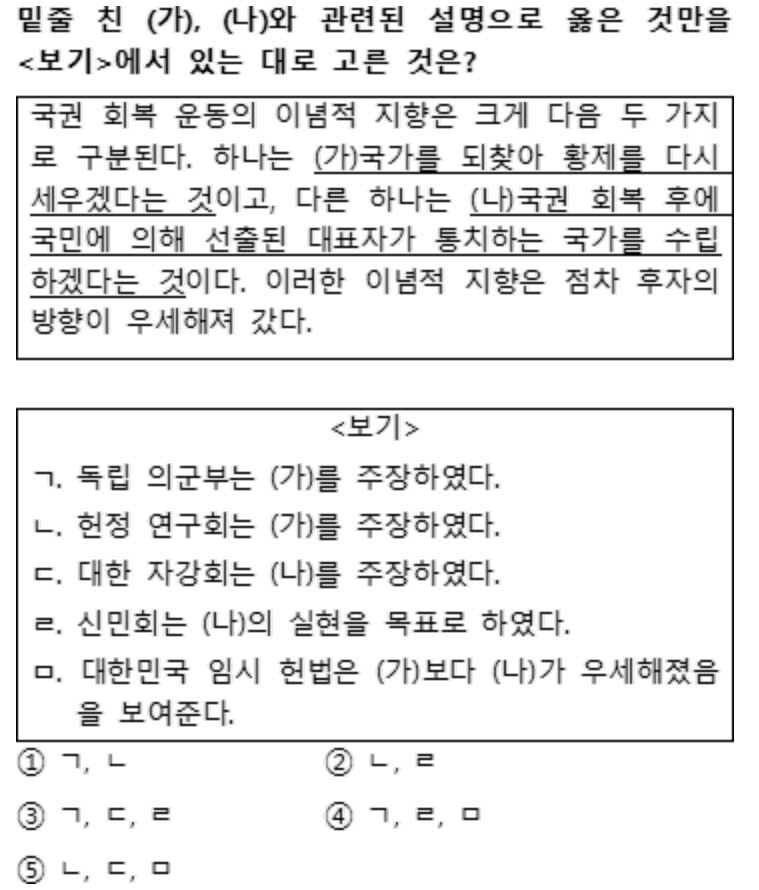 밑줄 친 (가), (나)와 관련된 설명으로 옳은 것만을
<보기>에서 있는 대로 고른 것은?
국권 회복 운동의 이념적 지향은 크게 다음 두 가지
로 구분된다. 하나는 (가)국가를 되찾아 황제를 다시
세우겠다는 것이고, 다른 하나는 (나)국권 회복 후에
국민에 의해 선출된 대표자가 통치하는 국가를 수립
하겠다는 것이다. 이러한 이념적 지향은 점차 후자의
방향이 우세해져 갔다.
<보기>
ㄱ. 독립 의군부는 (가)를 주장하였다.
ㄴ. 헌정 연구회는 (가)를 주장하였다.
ㄷ. 대한 자강회는 (나)를 주장하였다.
ㄹ. 신민회는 (나)의 실현을 목표로 하였다.
ㅁ. 대한민국 임시 헌법은 (가)보다 (나)가 우세해졌음
을 보여준다.
① ㄱ, ㄴ ② ㄴ, ㄹ
③ ㄱ, ㄷ, ㄹ ④ ㄱ, ㄹ, ㅁ
⑤ ㄴ, ㄷ, ㅁ